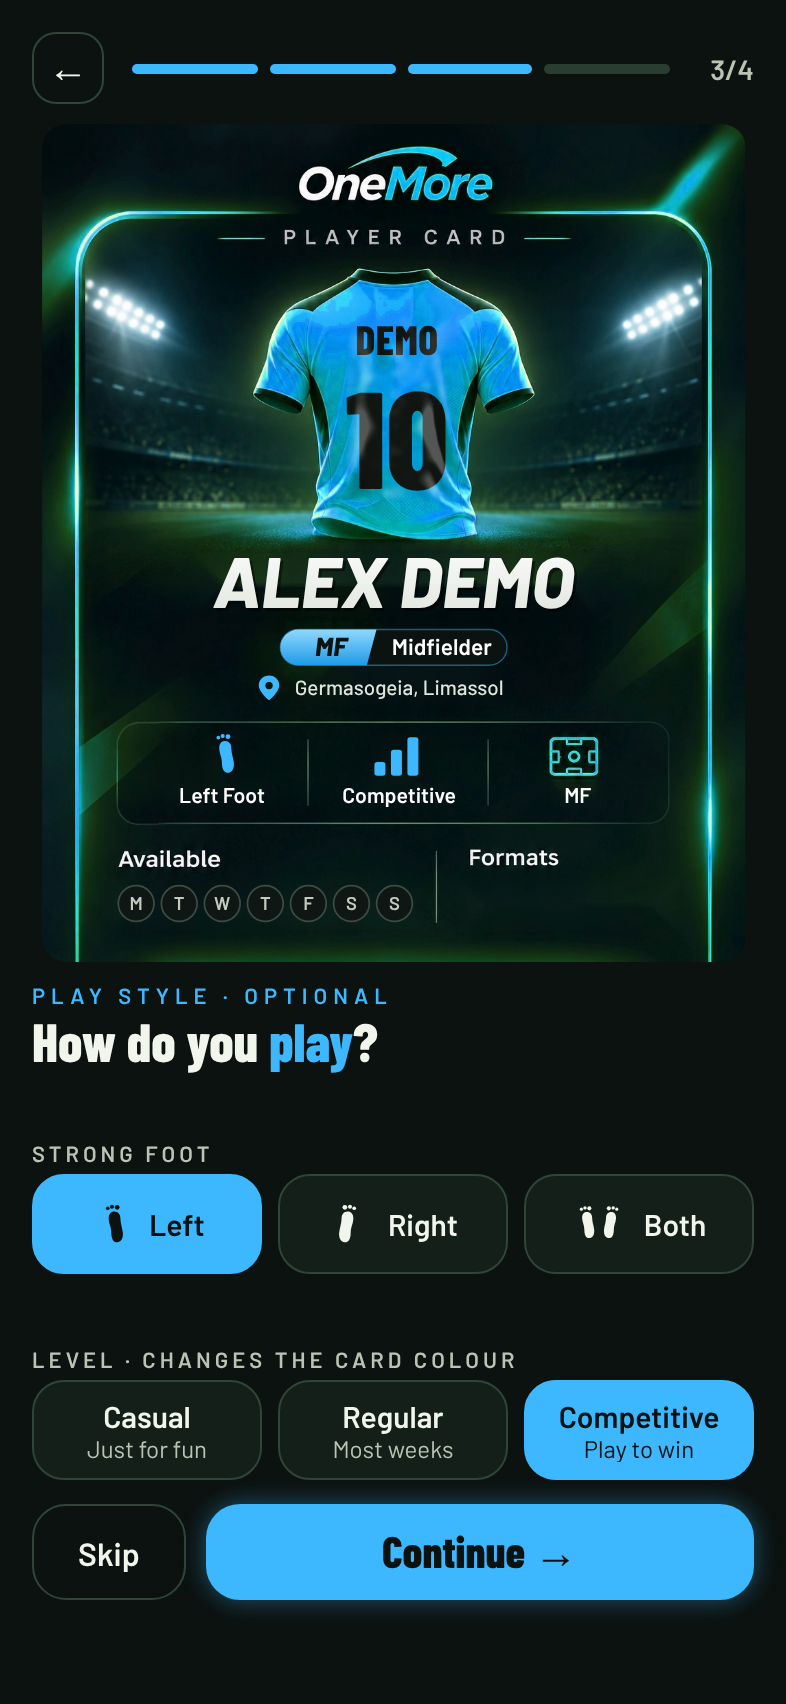 ←
3/4
OneMore
PLAYER CARD
DEMO
10
ALEX DEMO
MF Midfielder
Germasogeia, Limassol
Left Foot Competitive MF
Available Formats
M T W T F S S
PLAY STYLE · OPTIONAL
How do you play?
STRONG FOOT
Left Right Both
LEVEL · CHANGES THE CARD COLOUR
Casual Regular Competitive
Just for fun Most weeks Play to win
Skip Continue →